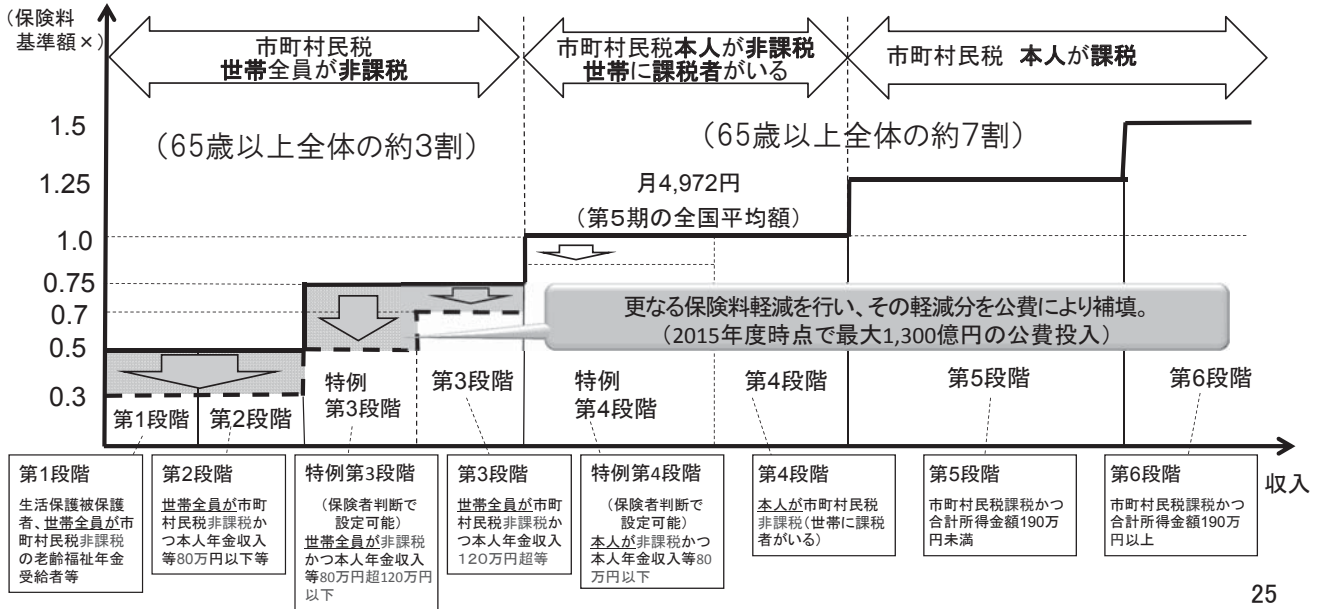 (保険料
基準額×)
市町村民税
世帯全員が非課税
市町村民税本人が非課税
世帯に課税者がいる
市町村民税 本人が課税
(65歳以上全体の約3割)
(65歳以上全体の約7割)
1.5
1.25
1.0
0.75
0.7
0.5
0.3
月4,972円
(第5期の全国平均額)
更なる保険料軽減を行い、その軽減分を公費により補填。
(2015年度時点で最大1,300億円の公費投入)
第1段階
第2段階
特例
第3段階
第3段階
特例
第4段階
第4段階
第5段階
第6段階
収入
第1段階
生活保護被保護
者、世帯全員が市
町村民税非課税
の老齢福祉年金
受給者等
第2段階
世帯全員が市町
村民税非課税か
つ本人年金収入
等80万円以下等
特例第3段階
(保険者判断で
設定可能)
世帯全員が非課税
かつ本人年金収入
等80万円超120万円
以下
第3段階
世帯全員が市町
村民税非課税か
つ本人年金収入
120万円超等
特例第4段階
(保険者判断で
設定可能)
本人が非課税かつ
本人年金収入等80
万円以下
第4段階
本人が市町村民税
非課税(世帯に課税
者がいる)
第5段階
市町村民税課税かつ
合計所得金額190万
円未満
第6段階
市町村民税課税かつ
合計所得金額190万
円以上
25